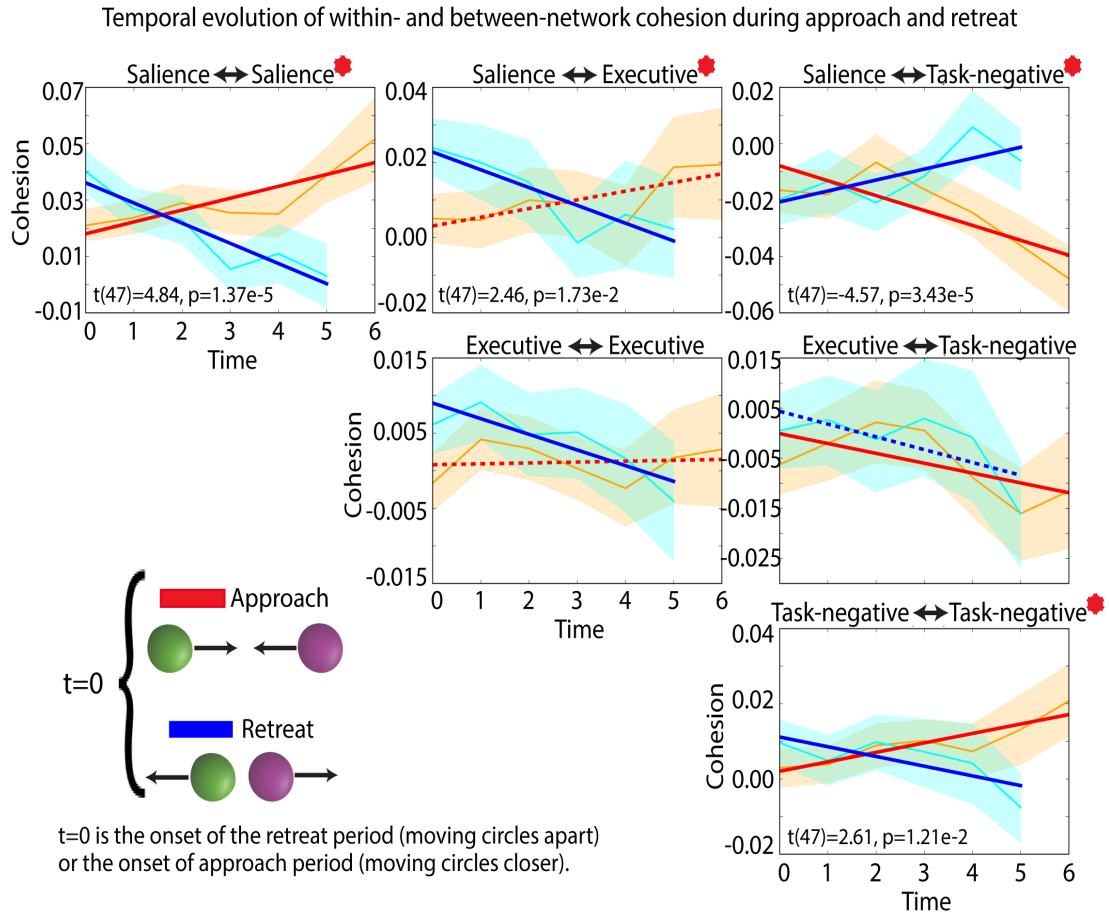 Temporal evolution of within- and between-network cohesion during approach and retreat
Salience ↔ Salience
Salience ↔ Executive
Salience ↔ Task-negative
0.07
0.05
0.03
0.01
-0.01
Cohesion
t(47)=4.84, p=1.37e-5
0 1 2 3 4 5 6
Time
0.04
0.02
0.00
-0.02
t(47)=2.46, p=1.73e-2
0.02
0.00
-0.02
-0.04
-0.06
t(47)=-4.57, p=3.43e-5
Executive ↔ Executive
Executive ↔ Task-negative
0.015
0.005
-0.005
-0.015
Cohesion
0 1 2 3 4 5 6
Time
0.015
0.005
-0.005
-0.015
-0.025
Task-negative ↔ Task-negative
0.04
0.02
0.00
-0.02
Cohesion
t(47)=2.61, p=1.21e-2
0 1 2 3 4 5 6
Time
t=0
Approach
Retreat
t=0 is the onset of the retreat period (moving circles apart)
or the onset of approach period (moving circles closer).